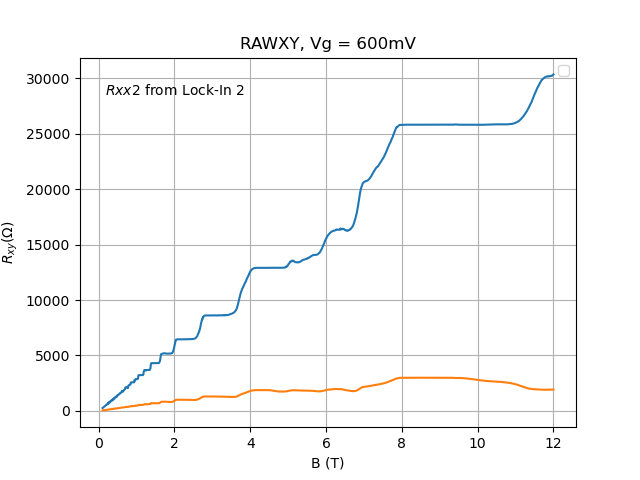 RAWXY, Vg = 600mV
Rxx2 from Lock-In 2
30000
25000
20000
15000
10000
5000
0
Rxy(Ω)
0 2 4 6 8 10 12
B (T)